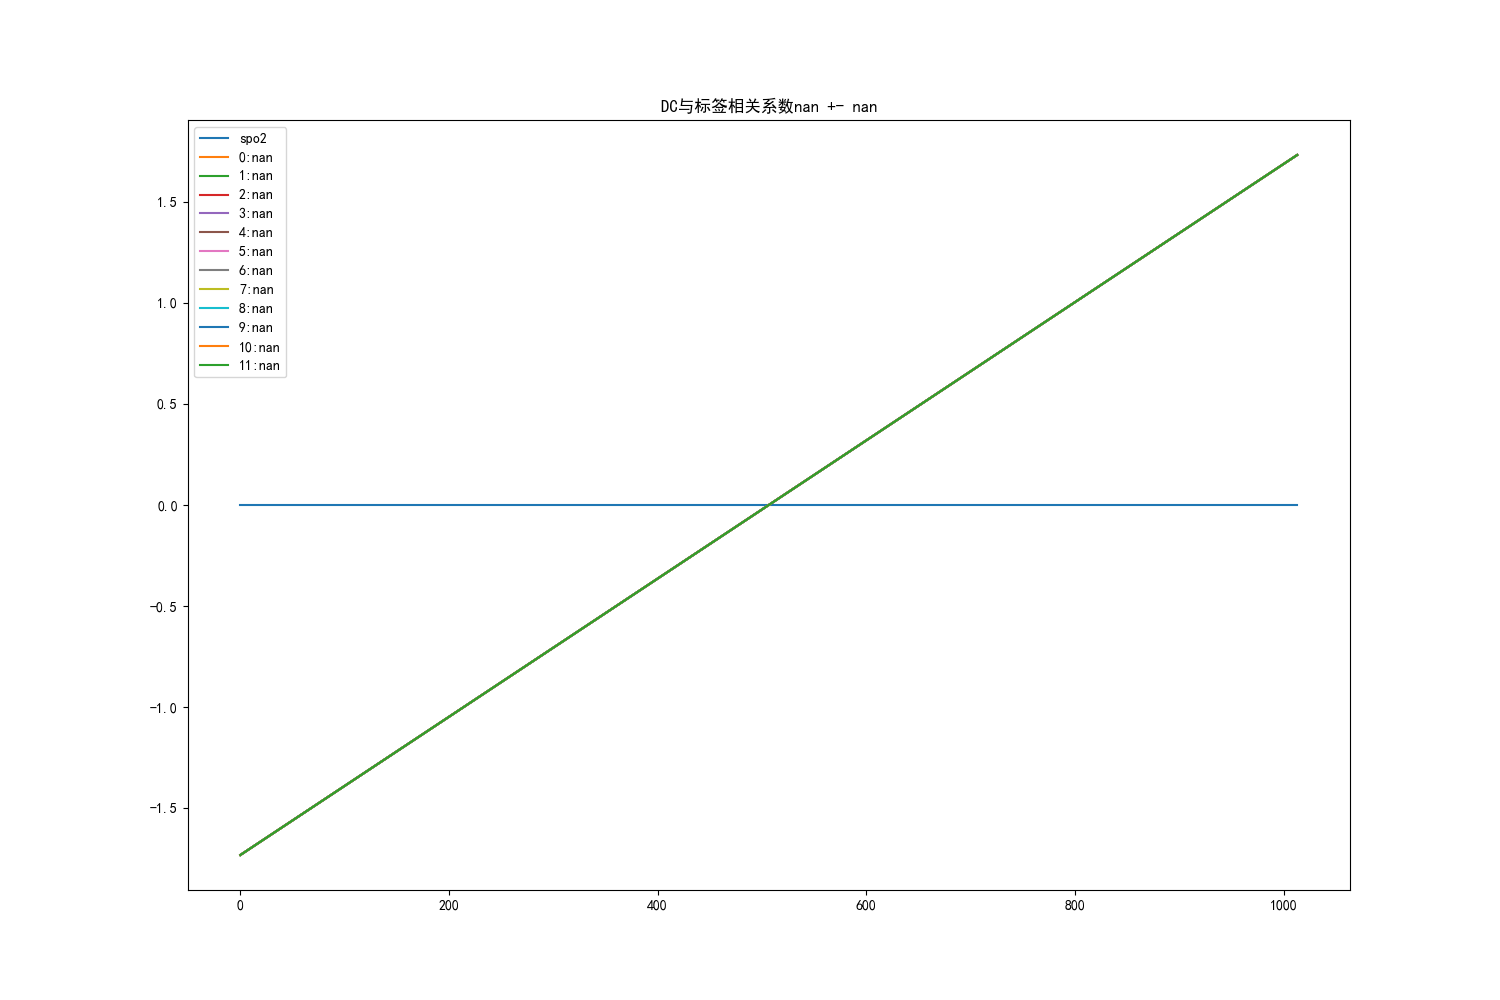 DC与标签相关系数nan +- nan
spo2
0:nan
1:nan
2:nan
3:nan
4:nan
5:nan
6:nan
7:nan
8:nan
9:nan
10:nan
11:nan
1.5
1.0
0.5
0.0
-0.5
-1.0
-1.5
0 200 400 600 800 1000